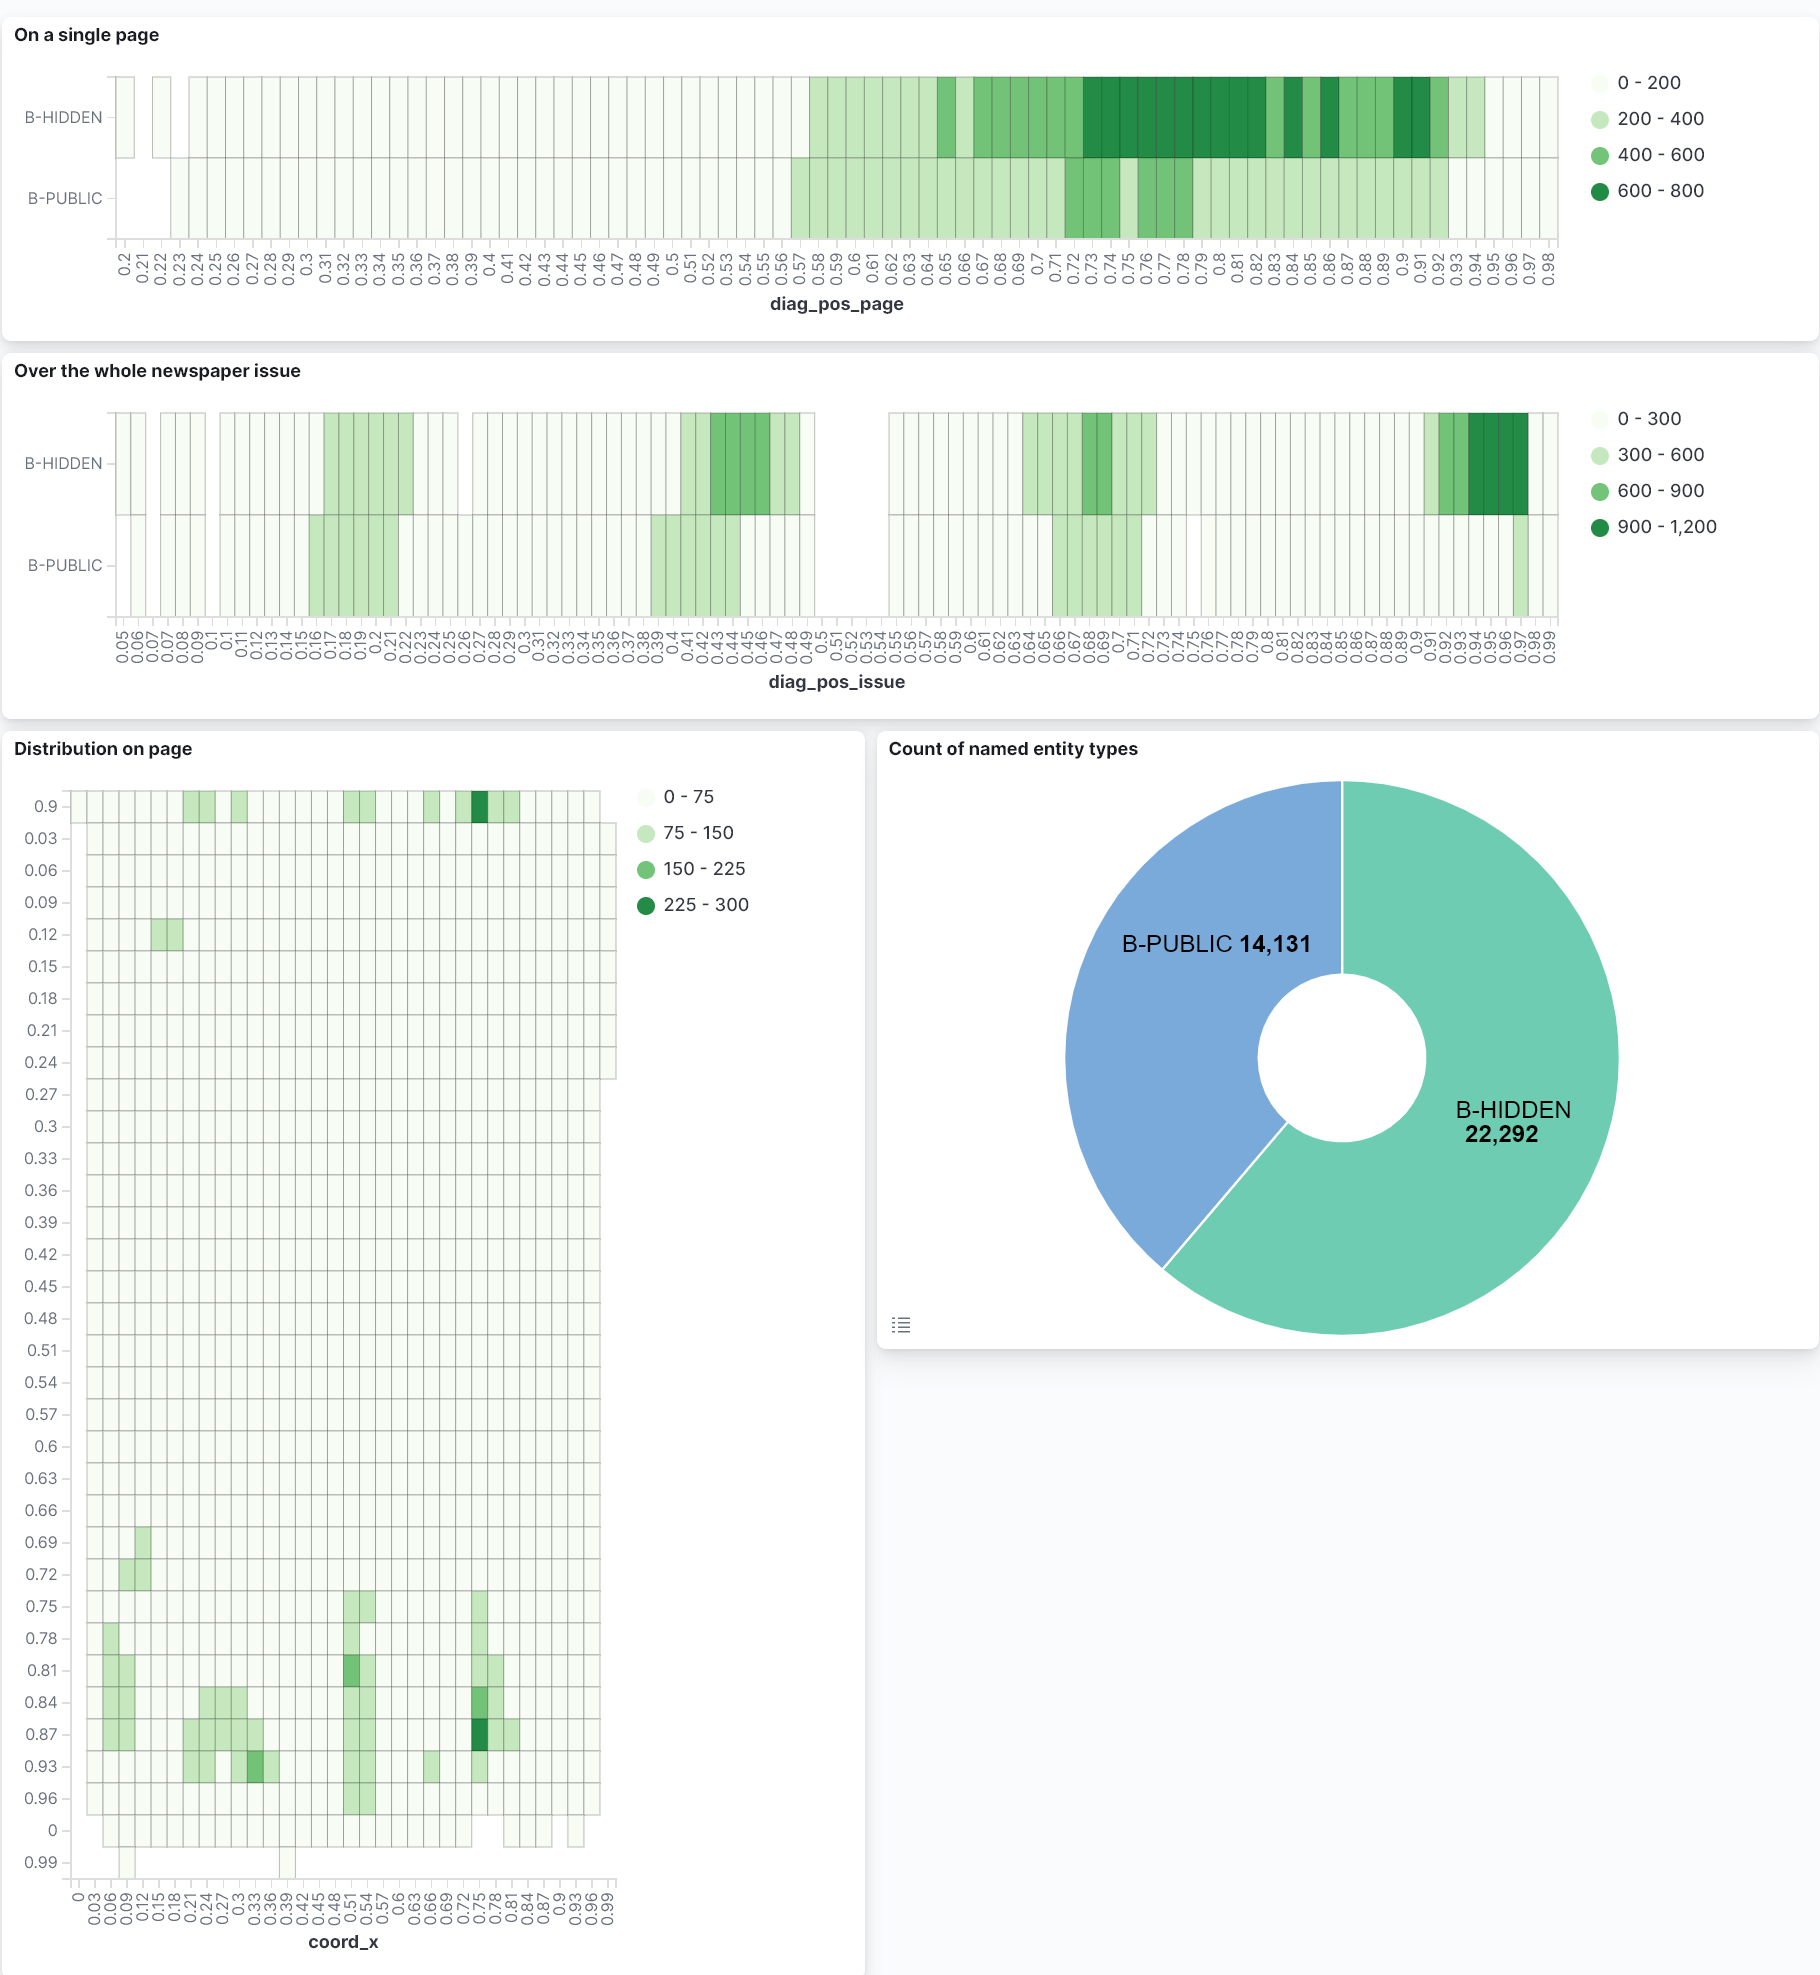 On a single page
B-HIDDEN
B-PUBLIC
0 - 200
200 - 400
400 - 600
600 - 800
0.2 0.21 0.22 0.23 0.24 0.25 0.26 0.27 0.28 0.29 0.3 0.31 0.32 0.33 0.34 0.35 0.36 0.37 0.38 0.39 0.4 0.41 0.42 0.43 0.44 0.45 0.46 0.47 0.48 0.49 0.5 0.51 0.52 0.53 0.54 0.55 0.56 0.57 0.58 0.59 0.6 0.61 0.62 0.63 0.64 0.65 0.66 0.67 0.68 0.69 0.7 0.71 0.72 0.73 0.74 0.75 0.76 0.77 0.78 0.79 0.8 0.81 0.82 0.83 0.84 0.85 0.86 0.87 0.88 0.89 0.9 0.91 0.92 0.93 0.94 0.95 0.96 0.97 0.98
diag_pos_page
Over the whole newspaper issue
B-HIDDEN
B-PUBLIC
0 - 300
300 - 600
600 - 900
900 - 1,200
0.05 0.06 0.07 0.07 0.08 0.09 0.1 0.1 0.11 0.12 0.13 0.14 0.15 0.16 0.17 0.18 0.19 0.2 0.21 0.22 0.23 0.24 0.25 0.26 0.27 0.28 0.29 0.3 0.31 0.32 0.33 0.34 0.35 0.36 0.37 0.38 0.39 0.4 0.41 0.42 0.43 0.44 0.45 0.46 0.47 0.48 0.49 0.5 0.51 0.52 0.53 0.54 0.55 0.56 0.57 0.58 0.59 0.6 0.61 0.62 0.63 0.64 0.65 0.66 0.67 0.68 0.69 0.7 0.71 0.72 0.73 0.74 0.75 0.76 0.77 0.78 0.79 0.8 0.81 0.82 0.83 0.84 0.85 0.86 0.87 0.88 0.89 0.9 0.91 0.92 0.93 0.94 0.95 0.96 0.97 0.98 0.99
diag_pos_issue
Distribution on page
0.9
0.03
0.06
0.09
0.12
0.15
0.18
0.21
0.24
0.27
0.3
0.33
0.36
0.39
0.42
0.45
0.48
0.51
0.54
0.57
0.6
0.63
0.66
0.69
0.72
0.75
0.78
0.81
0.84
0.87
0.93
0.96
0
0.99
0 - 75
75 - 150
150 - 225
225 - 300
0 0.03 0.06 0.09 0.12 0.15 0.18 0.21 0.24 0.27 0.3 0.33 0.36 0.39 0.42 0.45 0.48 0.51 0.54 0.57 0.6 0.63 0.66 0.69 0.72 0.75 0.78 0.81 0.84 0.87 0.9 0.93 0.96 0.99
coord_x
Count of named entity types
B-PUBLIC 14,131
B-HIDDEN
22,292